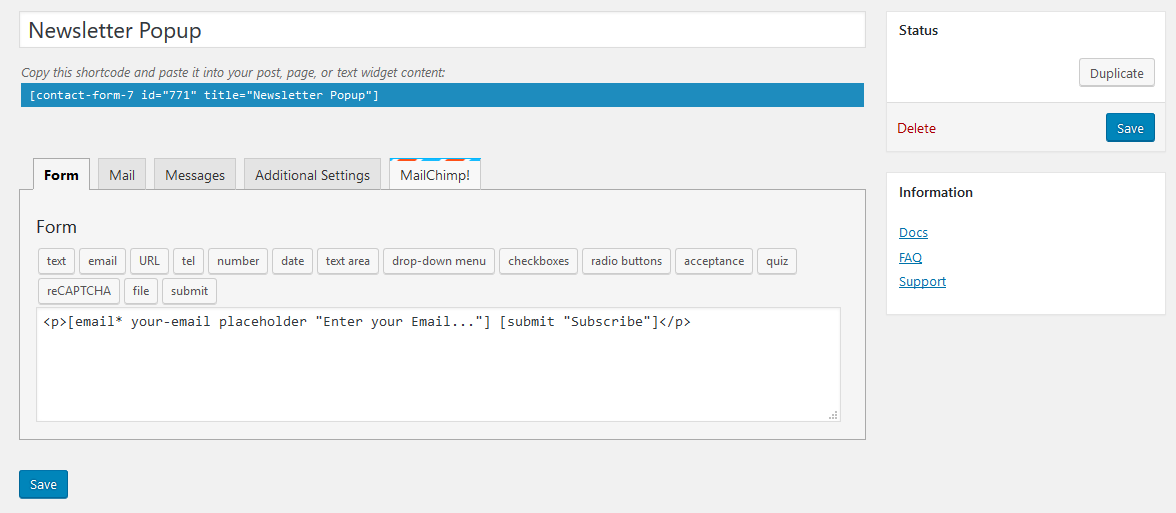 Newsletter Popup
Copy this shortcode and paste it into your post, page, or text widget content:
[contact-form-7 id="771" title="Newsletter Popup"]
Form Mail Messages Additional Settings MailChimp!
Form
text email URL tel number date text area drop-down menu checkboxes radio buttons acceptance quiz
reCAPTCHA file submit
<p>[email* your-email placeholder "Enter your Email..."] [submit "Subscribe"]</p>
Save
Status
Duplicate
Delete Save
Information
Docs
FAQ
Support